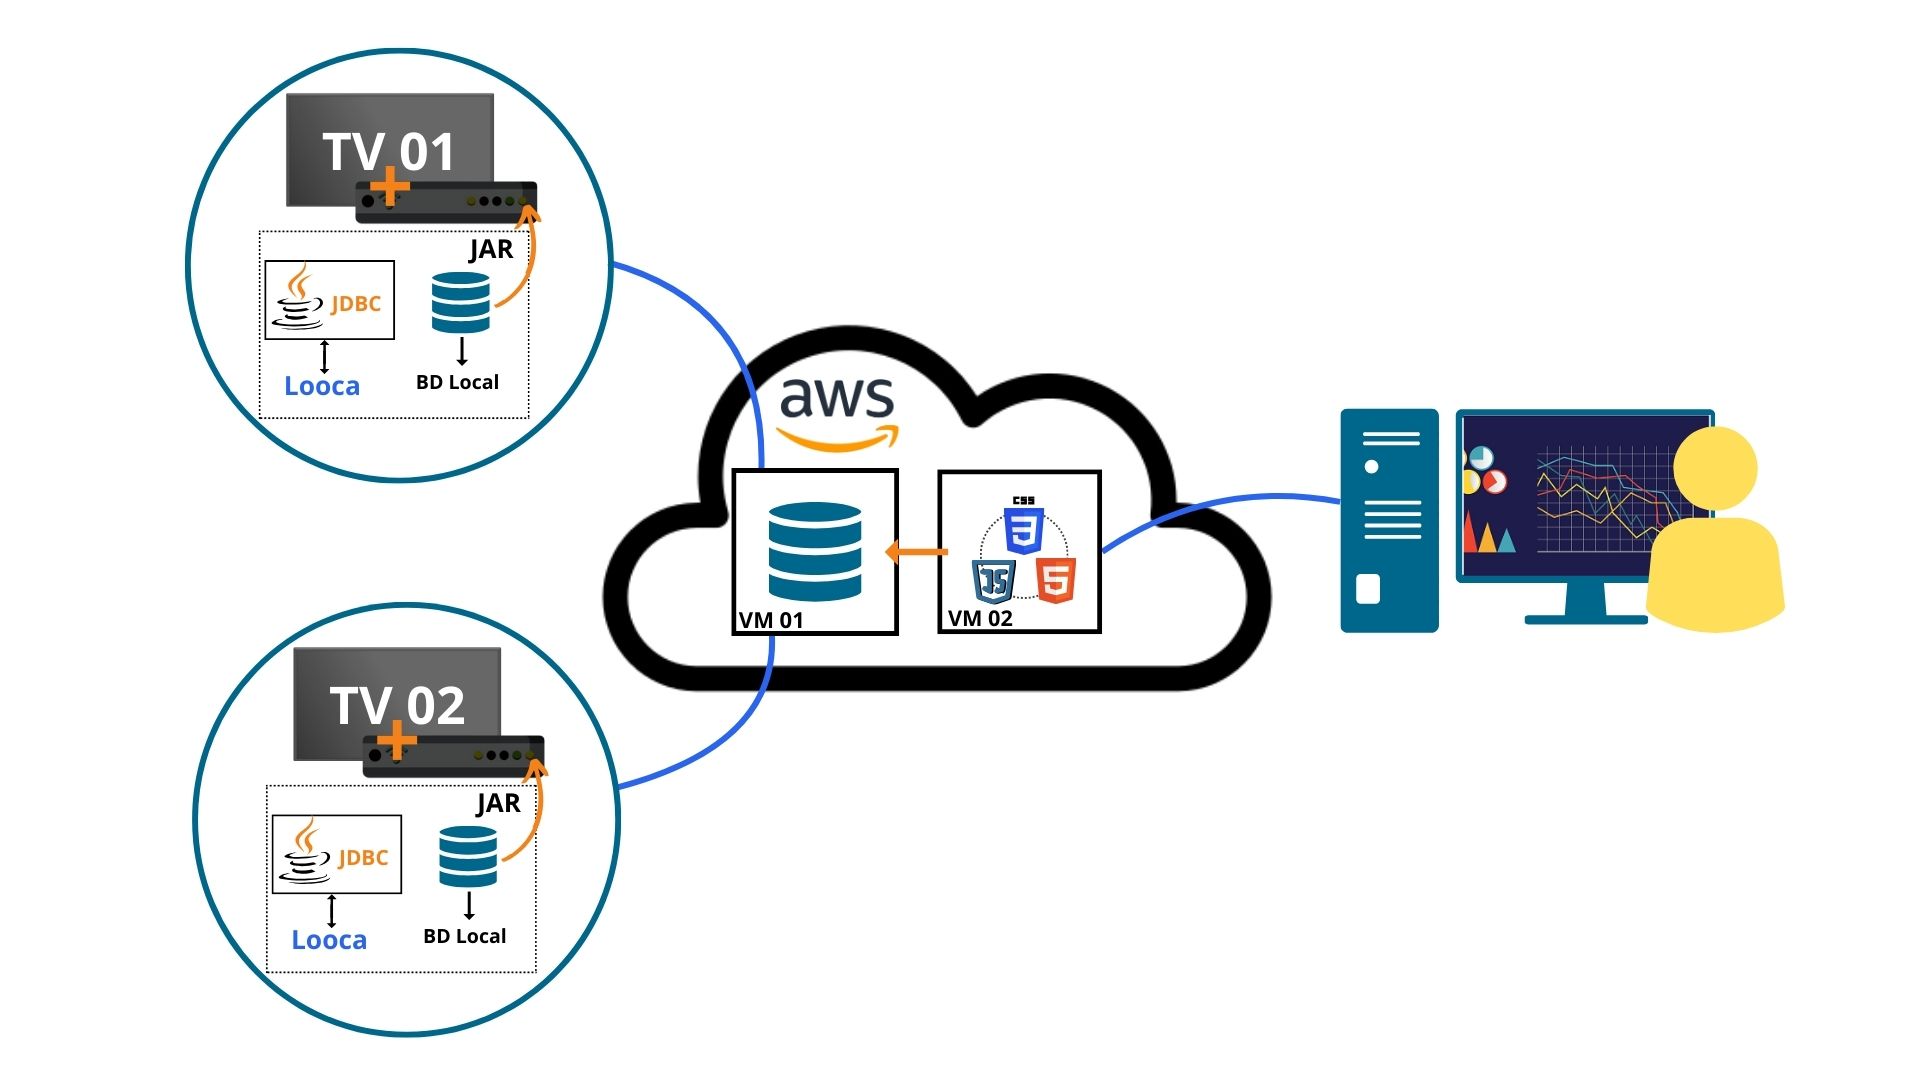 TV 01
JAR
JDBC
Looca
BD Local
aws
VM 01
CSS
3
JS
5
VM 02
TV 02
JAR
JDBC
Looca
BD Local